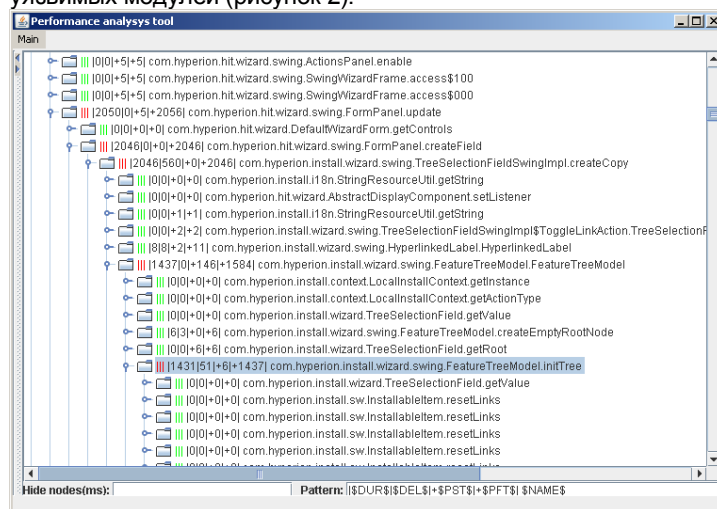 уязвимых модулей (рисунок 2).
Performance analysys tool
Main
|0|0|+5|+5| com.hyperion.hit.wizard.swing.ActionsPanel.enable
|0|0|+5|+5| com.hyperion.hit.wizard.swing.SwingWizardFrame.access$100
|0|0|+5|+5| com.hyperion.hit.wizard.swing.SwingWizardFrame.access$000
|2050|0|+5|+2056| com.hyperion.hit.wizard.swing.FormPanel.update
|0|0|+0|+0| com.hyperion.hit.wizard.DefaultWizardForm.getControls
|2046|0|+0|+2046| com.hyperion.hit.wizard.swing.FormPanel.createField
|2046|560|+0|+2046| com.hyperion.install.wizard.swing.TreeSelectionFieldSwingImpl.createCopy
|0|0|+0|+0| com.hyperion.install.i18n.StringResourceUtil.getString
|0|0|+0|+0| com.hyperion.hit.wizard.AbstractDisplayComponent.setListener
|0|0|+1|+1| com.hyperion.install.i18n.StringResourceUtil.getString
|0|0|+2|+2| com.hyperion.install.wizard.swing.TreeSelectionFieldSwingImpl$ToggleLinkAction.TreeSelectionF
|8|8|+2|+11| com.hyperion.install.wizard.swing.HyperlinkedLabel.HyperlinkedLabel
|1437|0|+146|+1584| com.hyperion.install.wizard.swing.FeatureTreeModel.FeatureTreeModel
|0|0|+0|+0| com.hyperion.install.context.LocalInstallContext.getInstance
|0|0|+0|+0| com.hyperion.install.context.LocalInstallContext.getActionType
|0|0|+0|+0| com.hyperion.install.wizard.TreeSelectionField.getValue
|6|3|+0|+6| com.hyperion.install.wizard.swing.FeatureTreeModel.createEmptyRootNode
|0|0|+6|+6| com.hyperion.install.wizard.TreeSelectionField.getRoot
|1431|51|+6|+1437| com.hyperion.install.wizard.swing.FeatureTreeModel.initTree
|0|0|+0|+0| com.hyperion.install.wizard.TreeSelectionField.getValue
|0|0|+0|+0| com.hyperion.install.sw.InstallableItem.resetLinks
|0|0|+0|+0| com.hyperion.install.sw.InstallableItem.resetLinks
|0|0|+0|+0| com.hyperion.install.sw.InstallableItem.resetLinks
|0|0|+0|+0| com.hyperion.install.sw.InstallableItem.resetLinks
Hide nodes(ms): Pattern: |$DUR$|$DEL$|+$PST$|+$PFT$| $NAME$